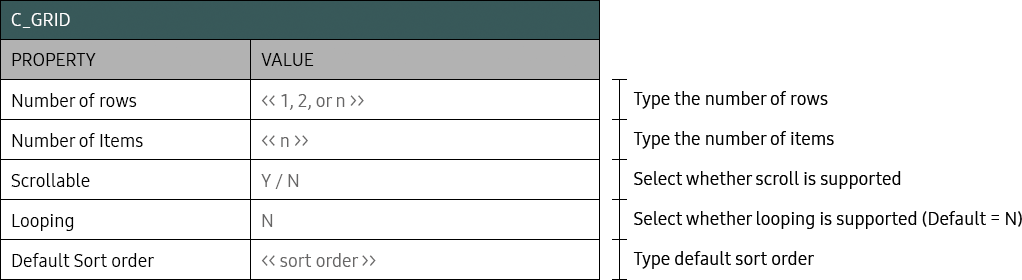 C_GRID
PROPERTY VALUE
Number of rows << 1, 2, or n >> Type the number of rows
Number of Items << n >> Type the number of items
Scrollable Y / N Select whether scroll is supported
Looping N Select whether looping is supported (Default = N)
Default Sort order << sort order >> Type default sort order